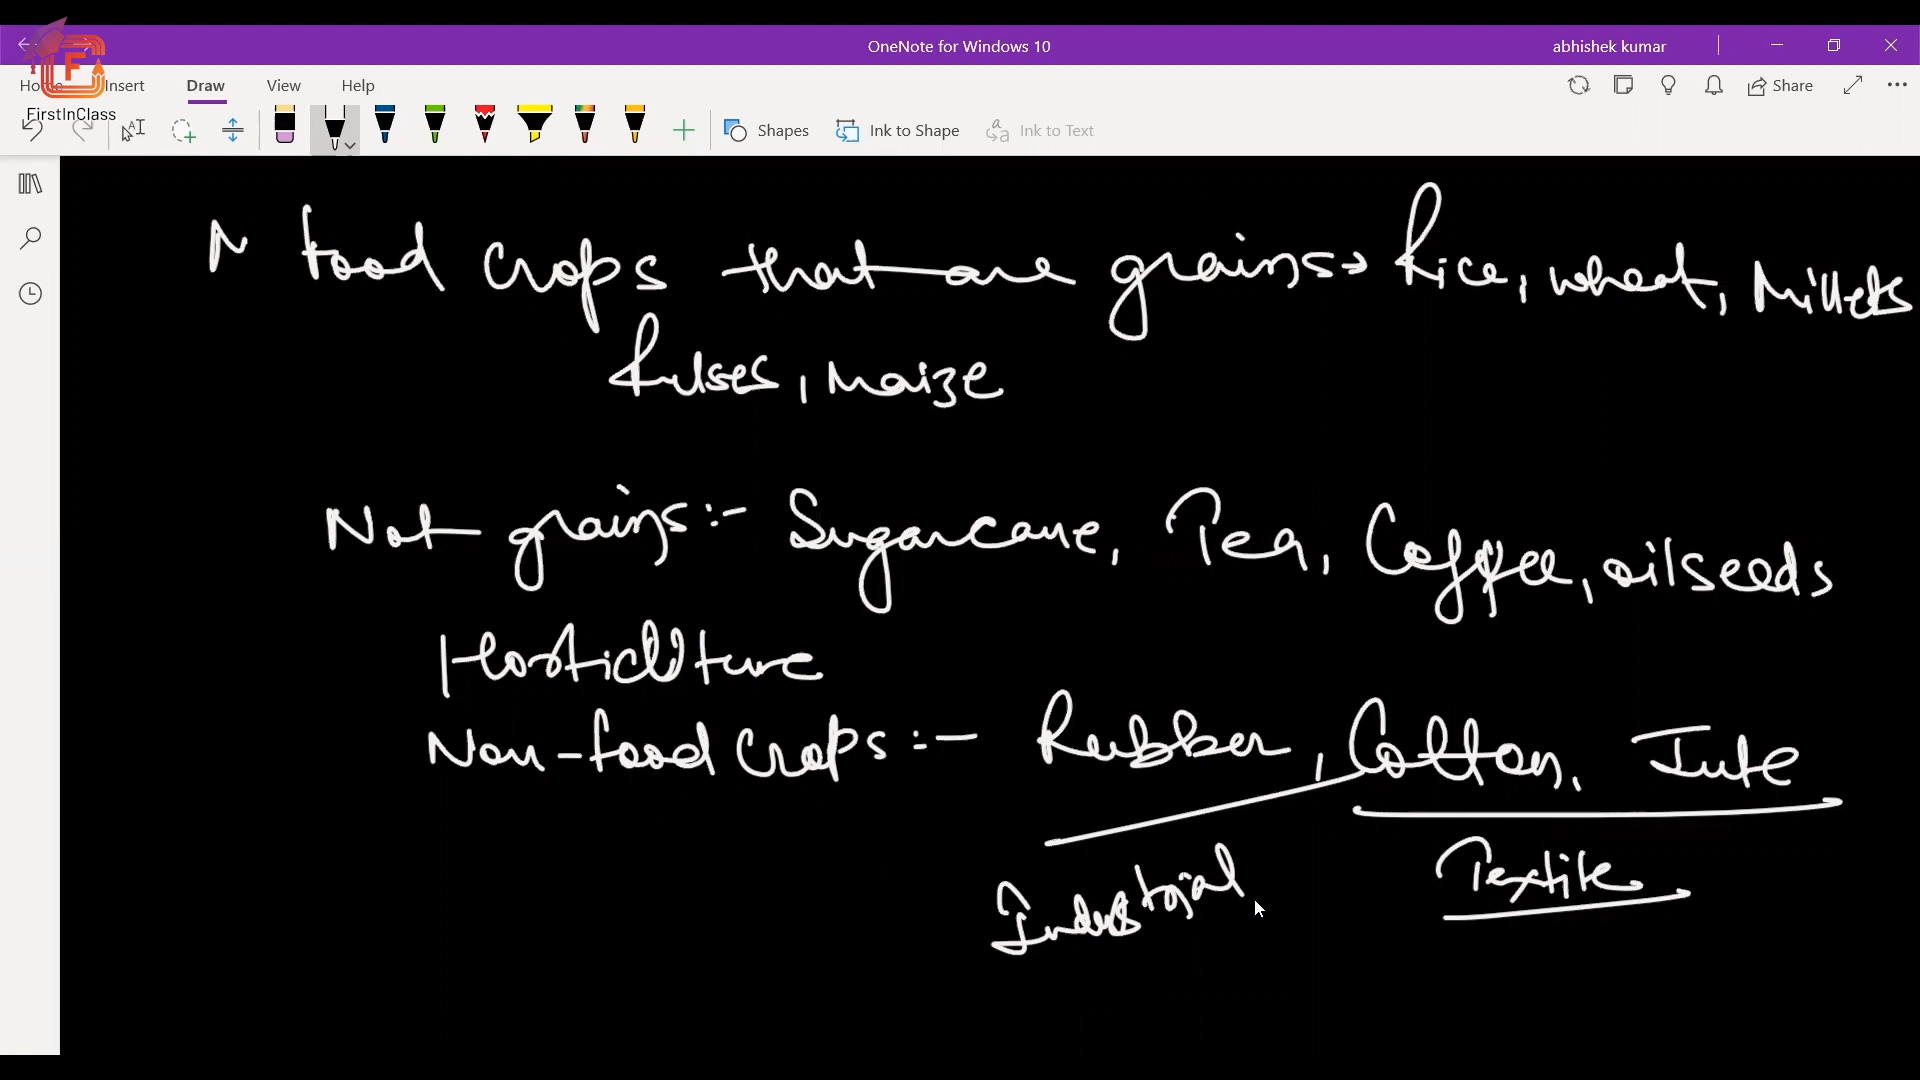 OneNote for Windows 10
abhishek kumar
Insert Draw View Help
Share
FirstInClass
Shapes Ink to Shape Ink to Text
food crops that are grains → Rice, wheat, Millets
Pulses, Maize
Not grains :- Sugarcane, Tea, Coffee, oilseeds
Horticulture
Non-food crops :- Rubber, Cotton, Jute
Industrial Textile